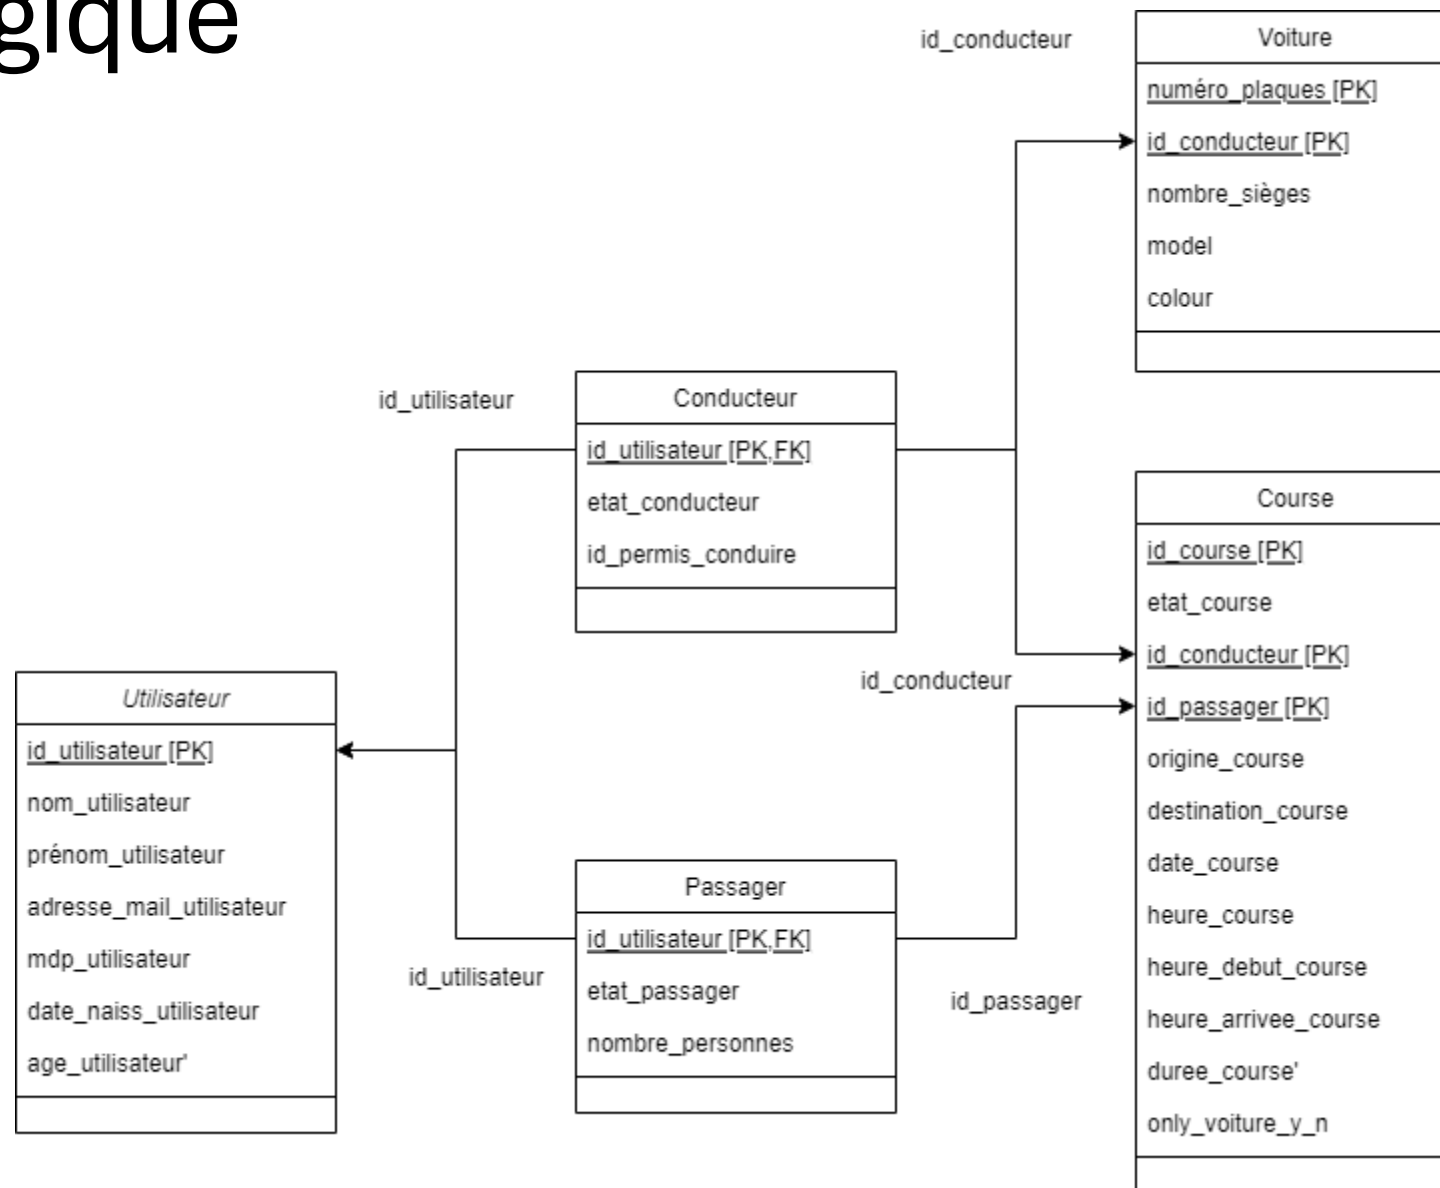 gique
id_conducteur
Voiture
numéro_plaques [PK]
id_conducteur [PK]
nombre_sièges
model
colour
id_utilisateur
Conducteur
id_utilisateur [PK,FK]
etat_conducteur
id_permis_conduire
id_conducteur
Course
id_course [PK]
etat_course
id_conducteur [PK]
id_passager [PK]
origine_course
destination_course
date_course
heure_course
heure_debut_course
heure_arrivee_course
duree_course'
only_voiture_y_n
Utilisateur
id_utilisateur [PK]
nom_utilisateur
prénom_utilisateur
adresse_mail_utilisateur
mdp_utilisateur
date_naiss_utilisateur
age_utilisateur'
Passager
id_utilisateur [PK,FK]
etat_passager
nombre_personnes
id_utilisateur
id_passager